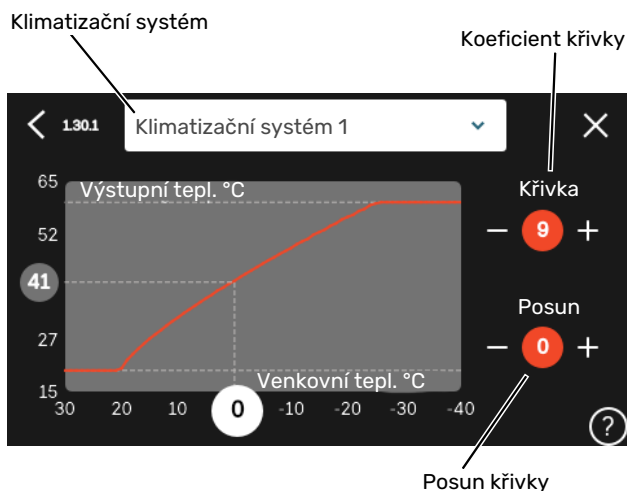 Klimatizační systém
Koeficient křivky
1.30.1 Klimatizační systém 1
65
Výstupní tepl. °C
Křivka
52
9
41
Posun
27
0
Venkovní tepl. °C
15
30 20 10 0 -10 -20 -30 -40
?
Posun křivky